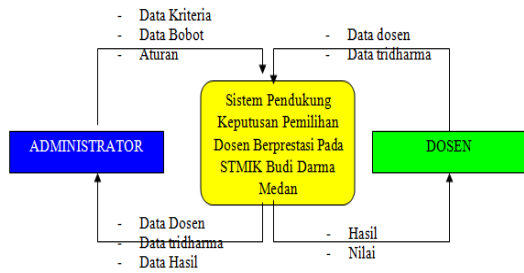 - Data Kriteria
- Data Bobot
- Aturan
- Data dosen
- Data tridharma
Sistem Pendukung
Keputusan Pemilihan
Dosen Berprestasi Pada
STMIK Budi Darma
Medan
ADMINISTRATOR
DOSEN
- Data Dosen
- Data tridharma
- Data Hasil
- Hasil
- Nilai